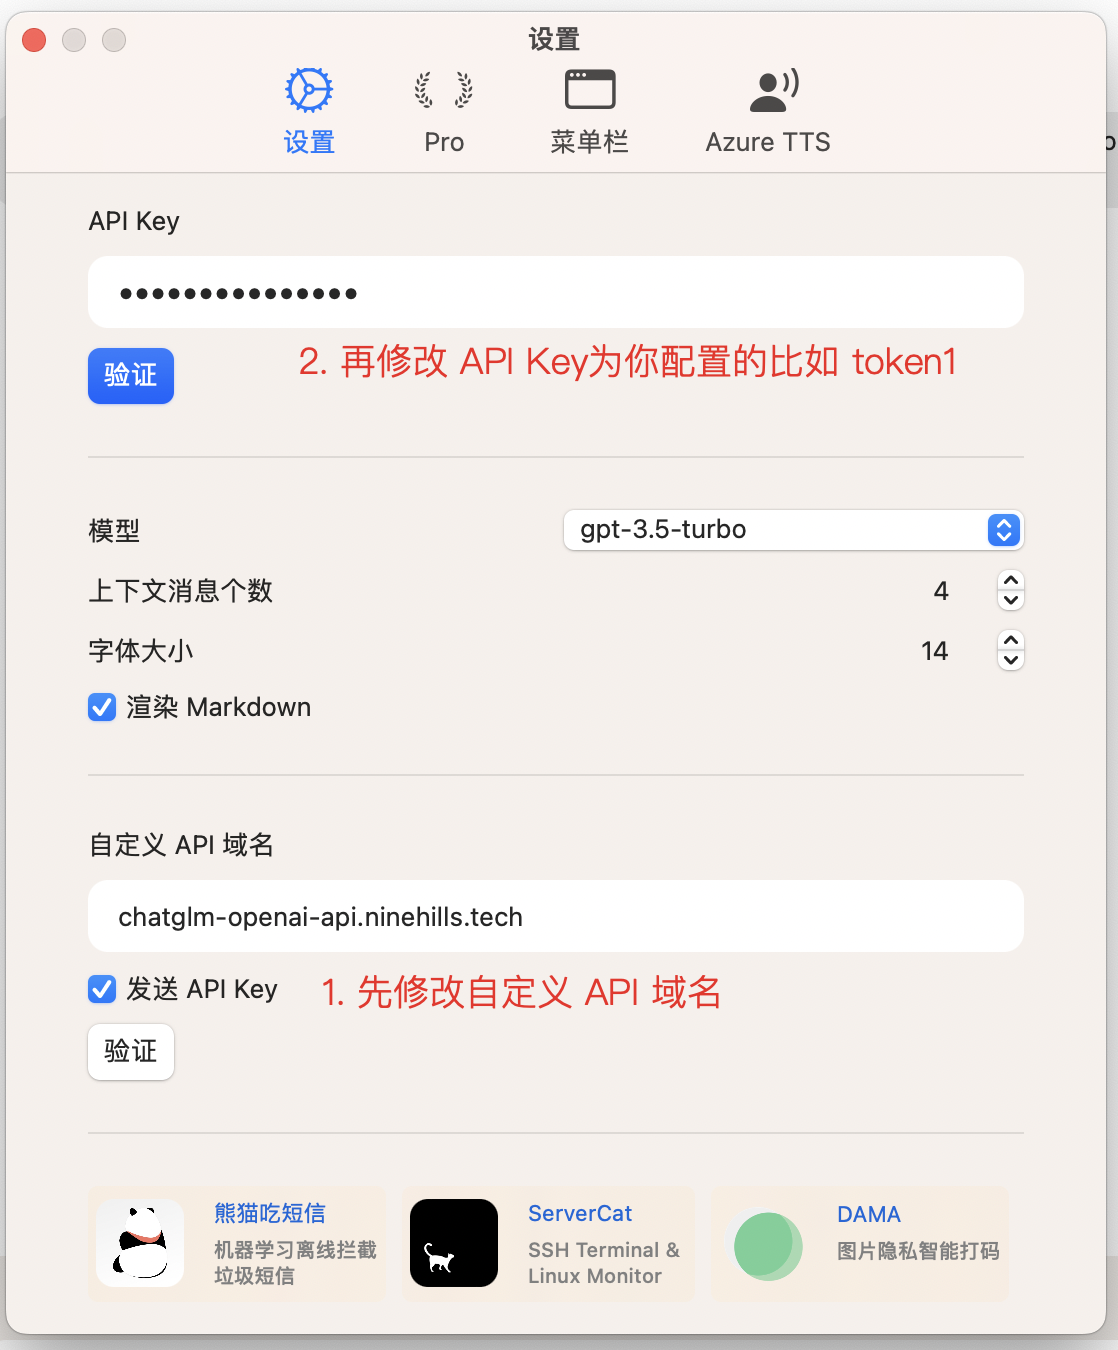 设置
设置
Pro
菜单栏
Azure TTS
API Key
●●●●●●●●●●●●●●●
验证
2. 再修改 API Key为你配置的比如 token1
模型
gpt-3.5-turbo
上下文消息个数
4
字体大小
14
渲染 Markdown
自定义 API 域名
chatglm-openai-api.ninehills.tech
发送 API Key
1. 先修改自定义 API 域名
验证
熊猫吃短信
机器学习离线拦截
垃圾短信
ServerCat
SSH Terminal &
Linux Monitor
DAMA
图片隐私智能打码